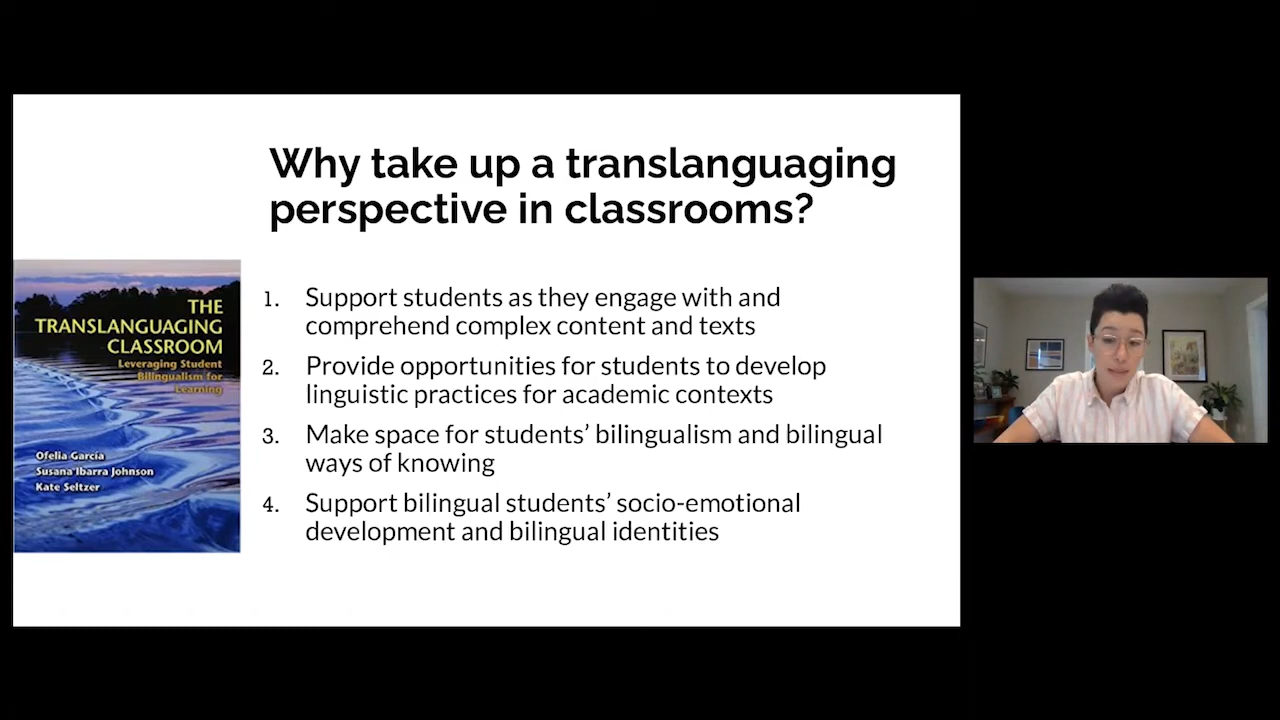 Why take up a translanguaging
perspective in classrooms?
THE
TRANSLANGUAGING
CLASSROOM
Leveraging Student
Bilingualism for
Learning
Ofelia García
Susana Ibarra Johnson
Kate Seltzer
1. Support students as they engage with and
comprehend complex content and texts
2. Provide opportunities for students to develop
linguistic practices for academic contexts
3. Make space for students’ bilingualism and bilingual
ways of knowing
4. Support bilingual students’ socio-emotional
development and bilingual identities